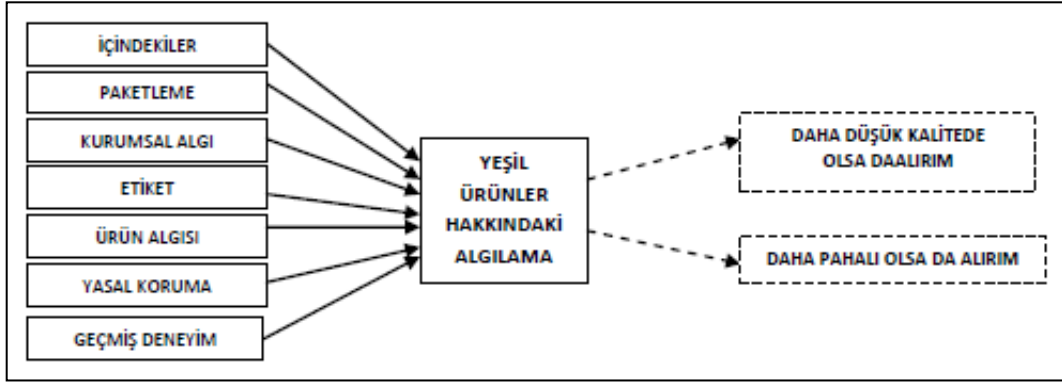 İÇİNDEKİLER
PAKETLEME
KURUMSAL ALGI
ETİKET
ÜRÜN ALGISI
YASAL KORUMA
GEÇMİŞ DENEYİM
YEŞİL
ÜRÜNLER
HAKKINDAKİ
ALGILAMA
DAHA DÜŞÜK KALİTEDE
OLSA DAALIRIM
DAHA PAHALI OLSA DA ALIRIM